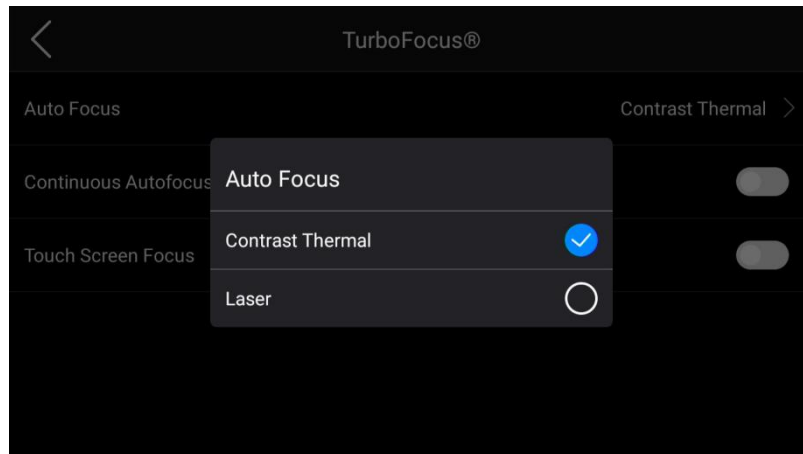 TurboFocus®
Auto Focus
Contrast Thermal
Continuous Autofocus
Touch Screen Focus
Auto Focus
Contrast Thermal
Laser